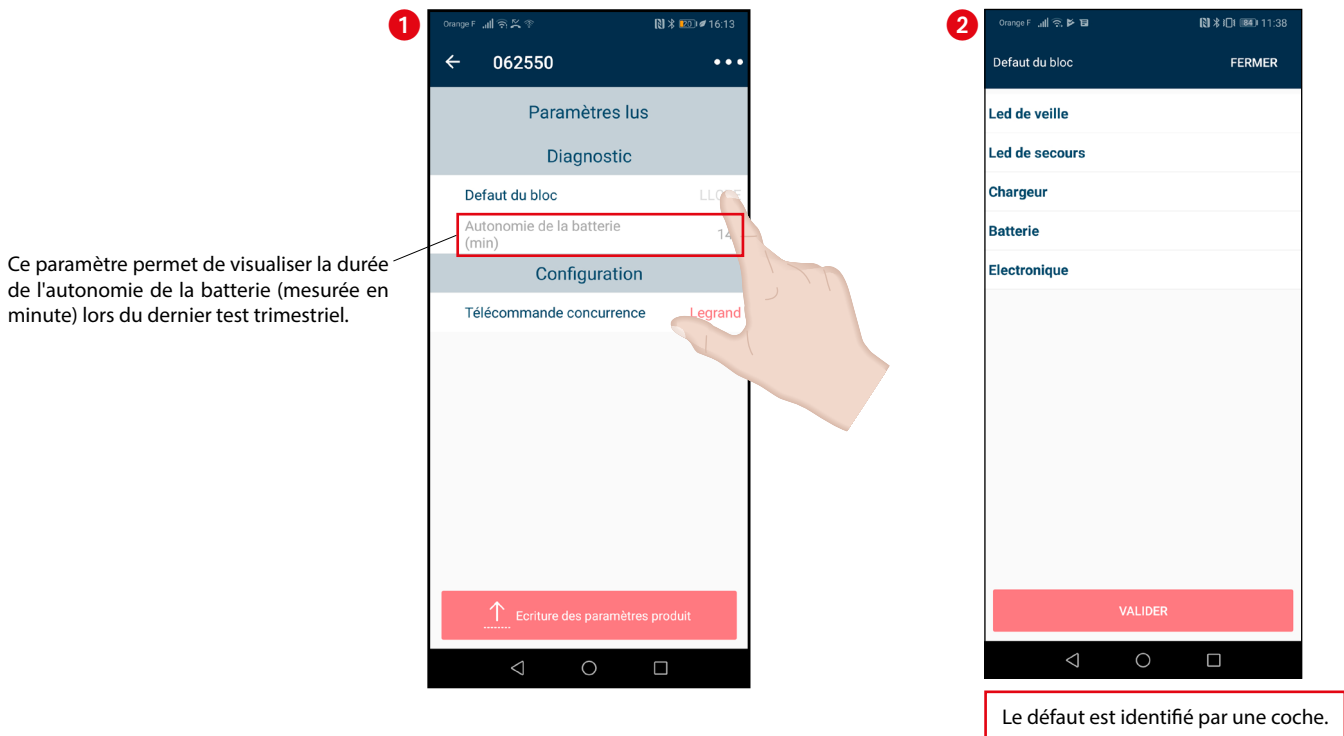 1
Orange F 20 16:13
062550
Paramètres lus
Diagnostic
Defaut du bloc
Autonomie de la batterie
(min)
Configuration
Télécommande concurrence Legrand
Ecriture des paramètres produit
Ce paramètre permet de visualiser la durée
de l'autonomie de la batterie (mesurée en
minute) lors du dernier test trimestriel.
2
Orange F 84 11:38
Defaut du bloc FERMER
Led de veille
Led de secours
Chargeur
Batterie
Electronique
VALIDER
Le défaut est identifié par une coche.